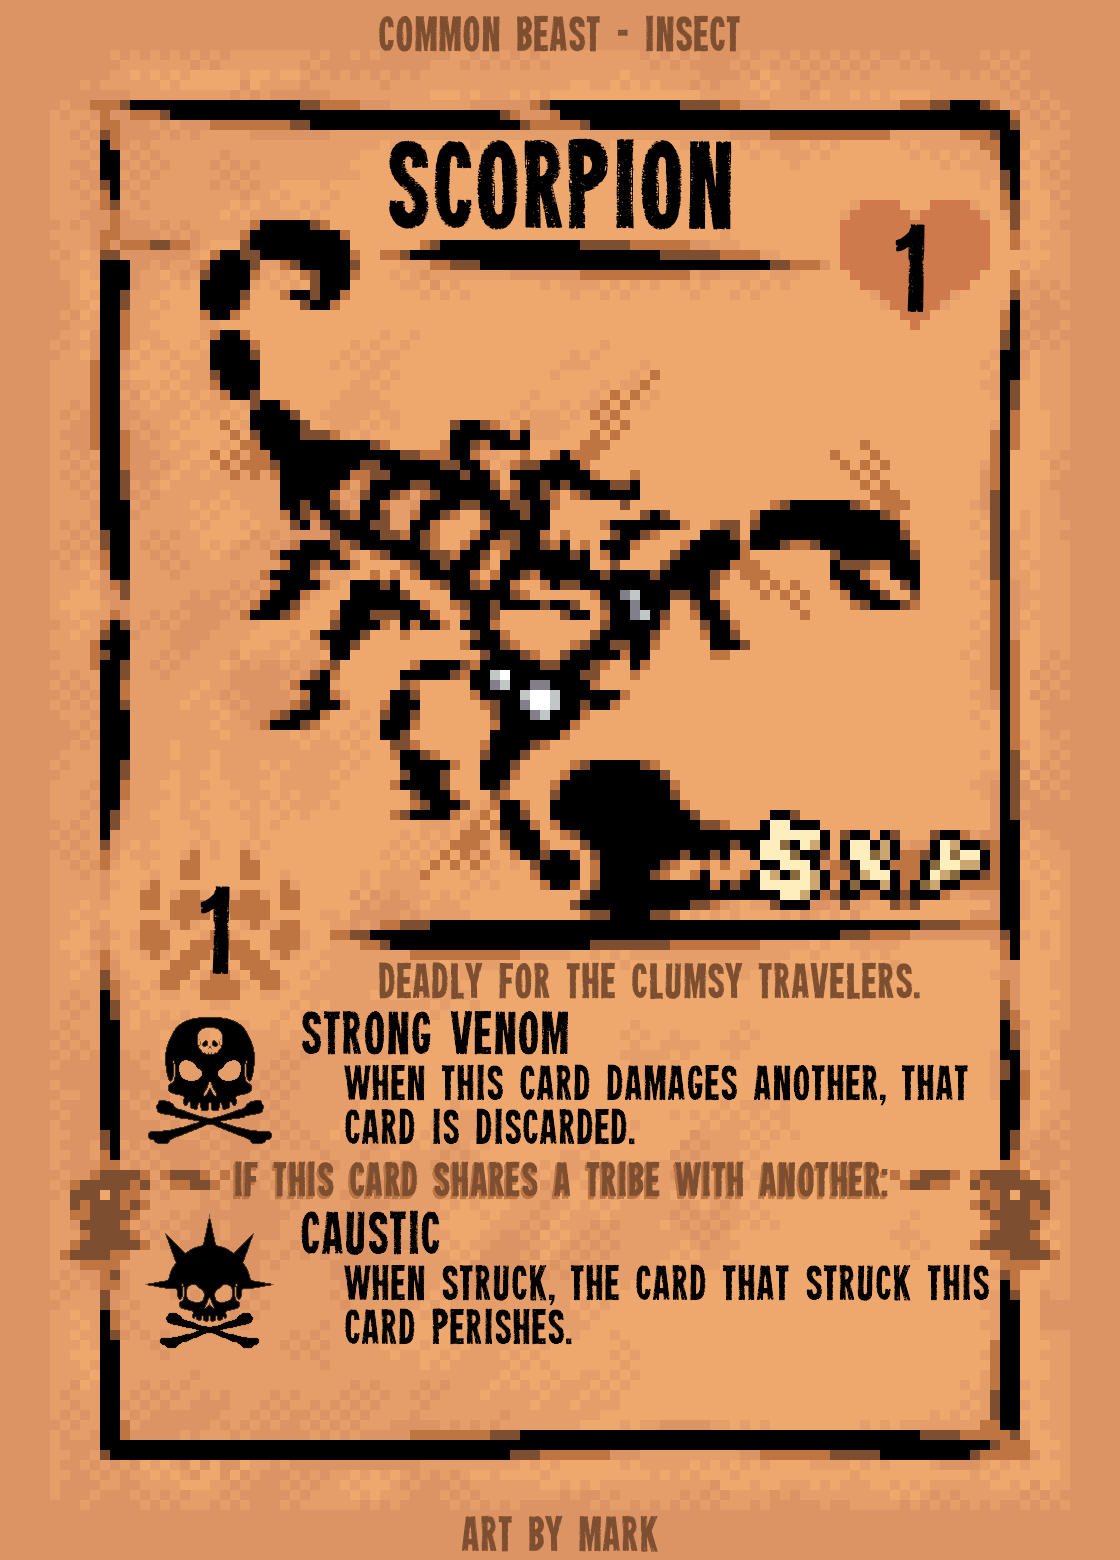 COMMON BEAST - INSECT
SCORPION
1
1
DEADLY FOR THE CLUMSY TRAVELERS.
STRONG VENOM
WHEN THIS CARD DAMAGES ANOTHER, THAT
CARD IS DISCARDED.
IF THIS CARD SHARES A TRIBE WITH ANOTHER:
CAUSTIC
WHEN STRUCK, THE CARD THAT STRUCK THIS
CARD PERISHES.
ART BY MARK